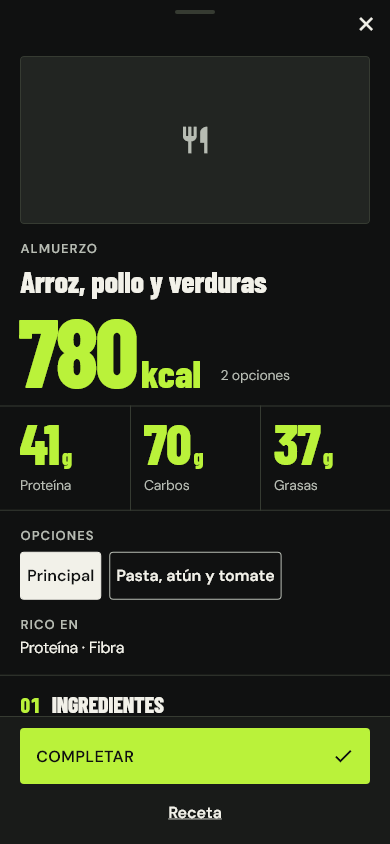 ALMUERZO
Arroz, pollo y verduras
780 kcal 2 opciones
41g 70g 37g
Proteína Carbos Grasas
OPCIONES
Principal Pasta, atún y tomate
RICO EN
Proteína · Fibra
01 INGREDIENTES
COMPLETAR
Receta